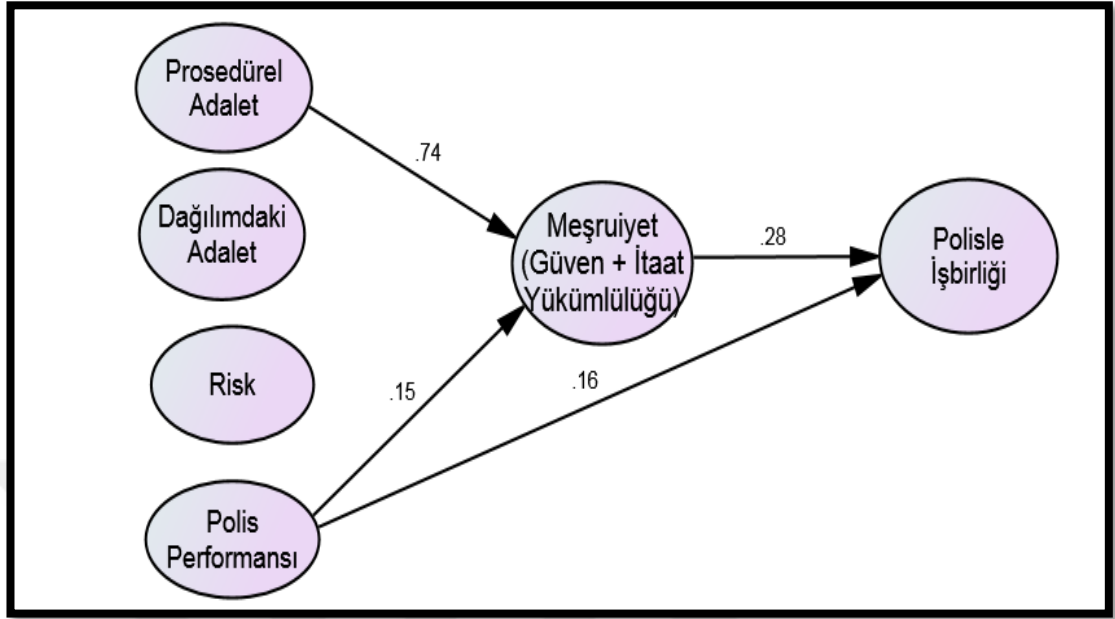 Prosedürel
Adalet
.74
Dağılımdaki
Adalet
Meşruiyet
(Güven + İtaat
Yükümlülüğü)
.28
Polisle
İşbirliği
Risk
.15
.16
Polis
Performansı